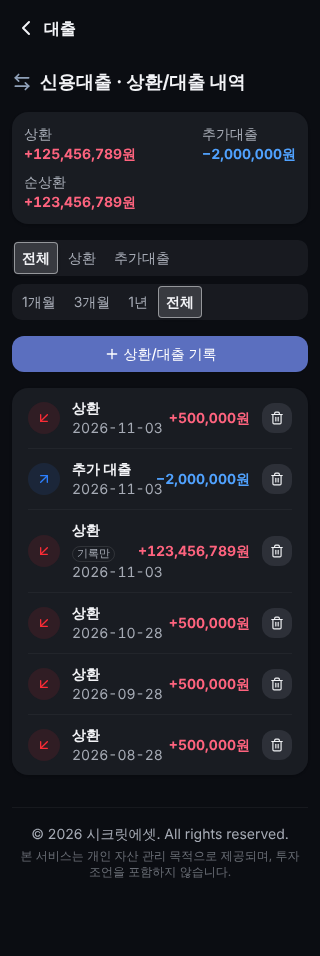 대출
신용대출 · 상환/대출 내역
상환 추가대출
+125,456,789원 −2,000,000원
순상환
+123,456,789원
전체 상환 추가대출
1개월 3개월 1년 전체
+ 상환/대출 기록
상환
2026-11-03 +500,000원
추가 대출
2026-11-03 −2,000,000원
상환
기록만 +123,456,789원
2026-11-03
상환
2026-10-28 +500,000원
상환
2026-09-28 +500,000원
상환
2026-08-28 +500,000원
© 2026 시크릿에셋. All rights reserved.
본 서비스는 개인 자산 관리 목적으로 제공되며, 투자
조언을 포함하지 않습니다.